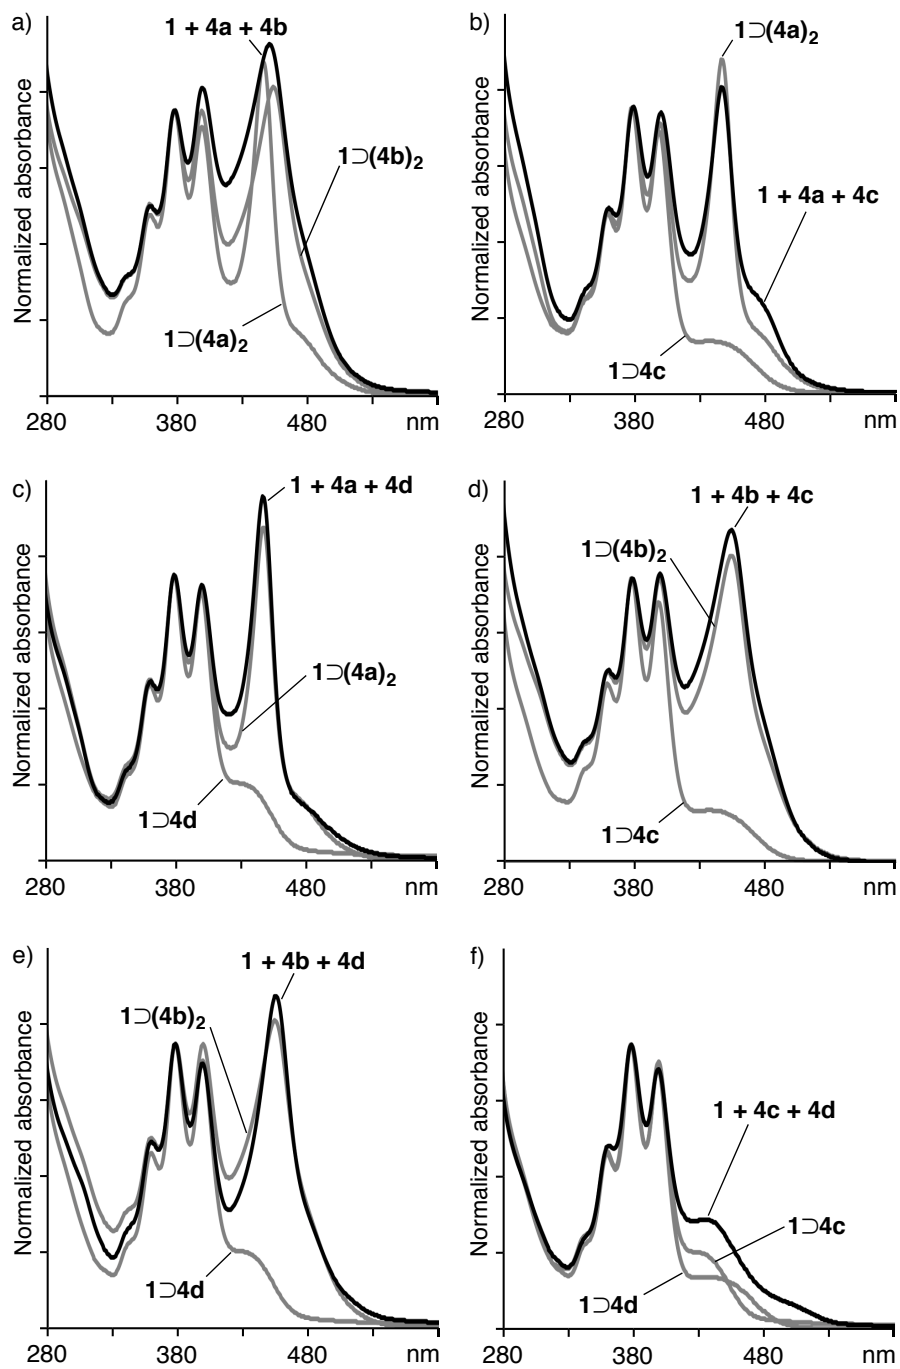 a)
1 + 4a + 4b
1⊃(4b)₂
1⊃(4a)₂
Normalized absorbance
280 380 480 nm
b)
1⊃(4a)₂
1 + 4a + 4c
1⊃4c
Normalized absorbance
280 380 480 nm
c)
1 + 4a + 4d
1⊃(4a)₂
1⊃4d
Normalized absorbance
280 380 480 nm
d)
1 + 4b + 4c
1⊃(4b)₂
1⊃4c
Normalized absorbance
280 380 480 nm
e)
1 + 4b + 4d
1⊃(4b)₂
1⊃4d
Normalized absorbance
280 380 480 nm
f)
1 + 4c + 4d
1⊃4c
1⊃4d
Normalized absorbance
280 380 480 nm